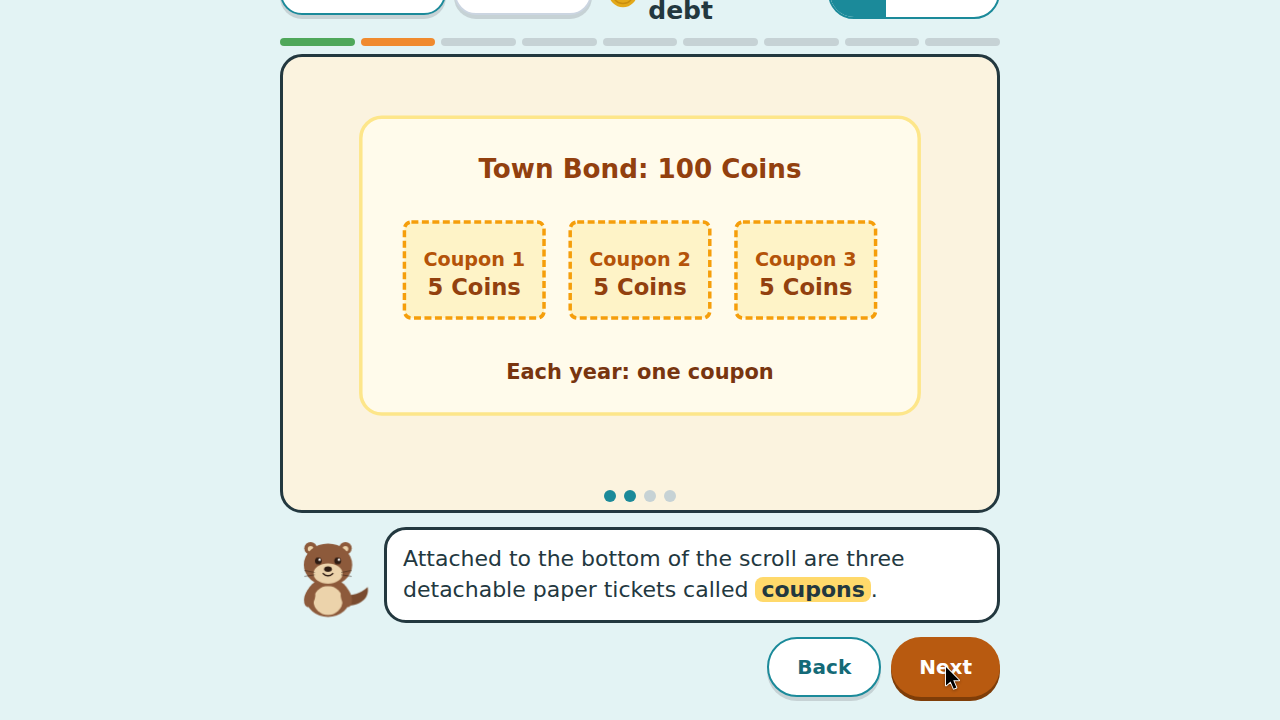 debt
Town Bond: 100 Coins
Coupon 1
5 Coins
Coupon 2
5 Coins
Coupon 3
5 Coins
Each year: one coupon
Attached to the bottom of the scroll are three
detachable paper tickets called coupons.
Back
Next